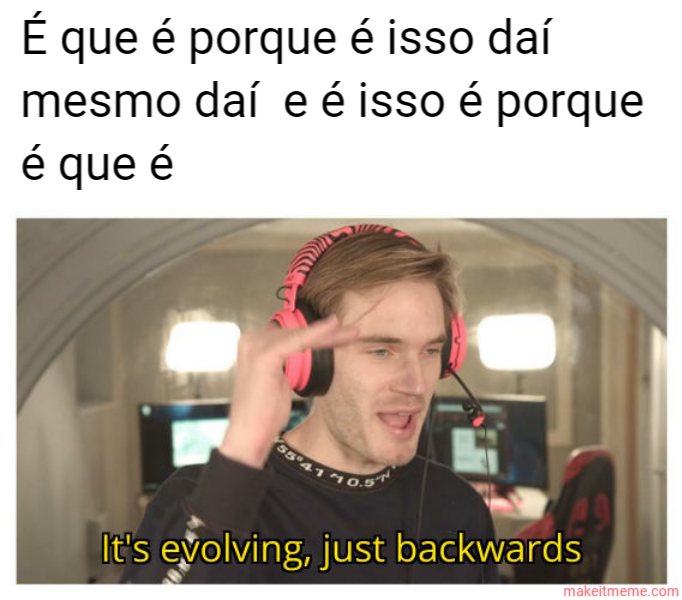 É que é porque é isso daí
mesmo daí  e é isso é porque
é que é
55°41'10.5"N
It's evolving, just backwards
makeitmeme.com